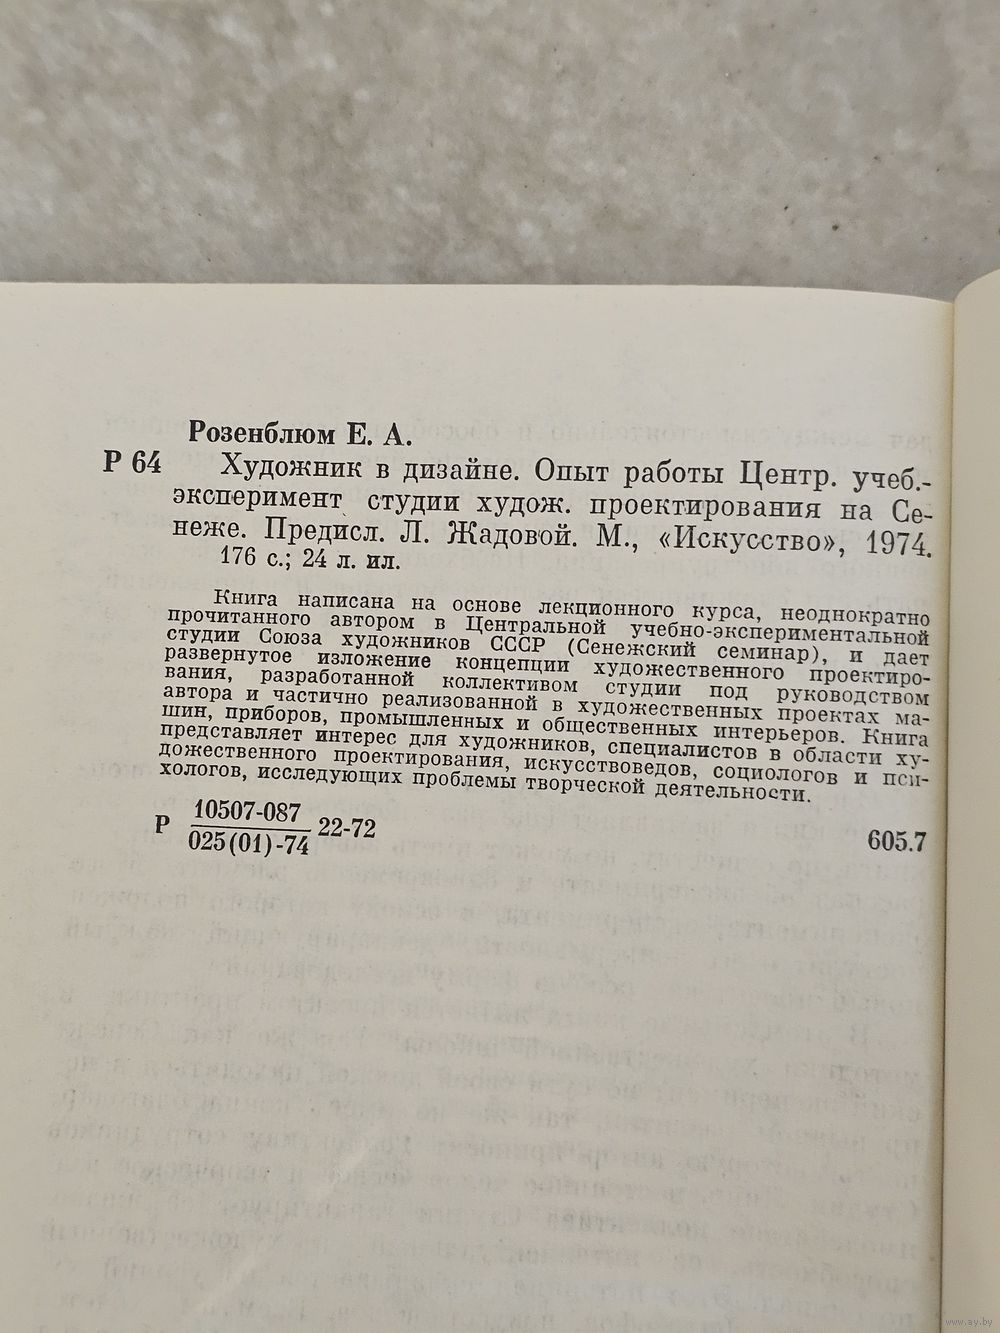 Розенблюм Е. А.
Р 64 Художник в дизайне. Опыт работы Центр. учеб.-
эксперимент студии худож. проектирования на Се-
неже. Предисл. Л. Жадовой. М., «Искусство», 1974.
176 с.; 24 л. ил.
Книга написана на основе лекционного курса, неоднократно
прочитанного автором в Центральной учебно-экспериментальной
студии Союза художников СССР (Сенежский семинар), и дает
развернутое изложение концепции художественного проектиро-
вания, разработанной коллективом студии под руководством
автора и частично реализованной в художественных проектах ма-
шин, приборов, промышленных и общественных интерьеров. Книга
представляет интерес для художников, специалистов в области ху-
дожественного проектирования, искусствоведов, социологов и пси-
хологов, исследующих проблемы творческой деятельности.
Р 10507-087 22-72
025(01)-74
605.7
www.ay.by